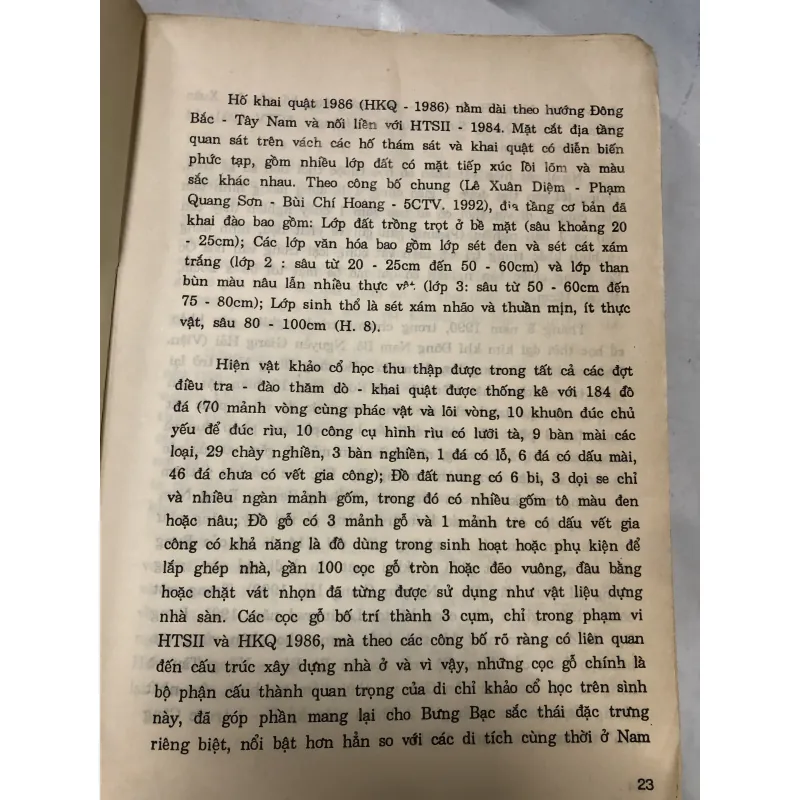 Hố khai quật 1986 (HKQ - 1986) nằm dài theo hướng Đông
Bắc - Tây Nam và nối liền với HTSII - 1984. Mặt cắt địa tầng
quan sát trên vách các hố thám sát và khai quật có diễn biến
phức tạp, gồm nhiều lớp đất có mặt tiếp xúc lồi lõm và màu
sắc khác nhau. Theo công bố chung (Lê Xuân Diệm - Phạm
Quang Sơn - Bùi Chí Hoang - 5CTV. 1992), địa tầng cơ bản đã
khai đào bao gồm: Lớp đất trồng trọt ở bề mặt (sâu khoảng 20
- 25cm); Các lớp văn hóa bao gồm lớp sét đen và sét cát xám
trắng (lớp 2 : sâu từ 20 - 25cm đến 50 - 60cm) và lớp than
bùn màu nâu lẫn nhiều thực vật (lớp 3: sâu từ 50 - 60cm đến
75 - 80cm); Lớp sinh thổ là sét xám nhão và thuần mịn, ít thực
vật, sâu 80 - 100cm (H. 8).
Hiện vật khảo cổ học thu thập được trong tất cả các đợt
điều tra - đào thăm dò - khai quật được thống kê với 184 đồ
đá (70 mảnh vòng cùng phác vật và lõi vòng, 10 khuôn đúc chủ
yếu để đúc rìu, 10 công cụ hình rìu có lưỡi tà, 9 bàn mài các
loại, 29 chày nghiền, 3 bàn nghiền, 1 đá có lỗ, 6 đá có dấu mài,
46 đá chưa có vết gia công); Đồ đất nung có 6 bi, 3 dọi se chỉ
và nhiều ngàn mảnh gốm, trong đó có nhiều gốm tô màu đen
hoặc nâu; Đồ gỗ có 3 mảnh gỗ và 1 mảnh tre có dấu vết gia
công có khả năng là đồ dùng trong sinh hoạt hoặc phụ kiện để
lắp ghép nhà, gần 100 cọc gỗ tròn hoặc đẽo vuông, đầu bằng
hoặc chặt vát nhọn đã từng được sử dụng như vật liệu dựng
nhà sàn. Các cọc gỗ bố trí thành 3 cụm, chỉ trong phạm vi
HTSII và HKQ 1986, mà theo các công bố rõ ràng có liên quan
đến cấu trúc xây dựng nhà ở và vì vậy, những cọc gỗ chính là
bộ phận cấu thành quan trọng của di chỉ khảo cổ học trên sình
này, đã góp phần mang lại cho Bưng Bạc sắc thái đặc trưng
riêng biệt, nổi bật hơn hẳn so với các di tích cùng thời ở Nam
23